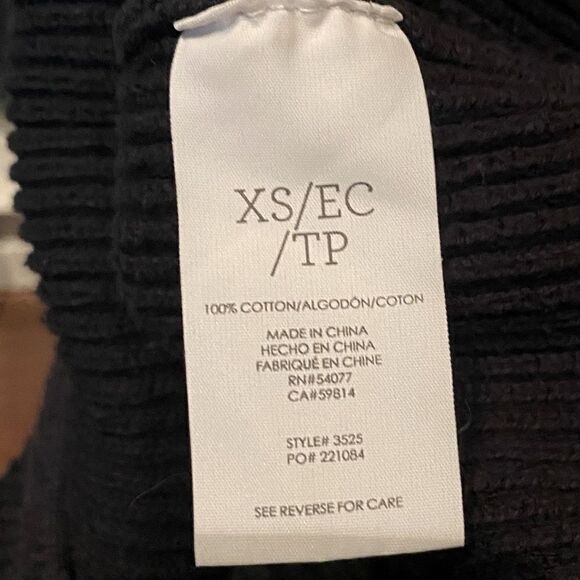 XS/EC
/TP
100% COTTON/ALGODÓN/COTON
MADE IN CHINA
HECHO EN CHINA
FABRIQUÉ EN CHINE
RN#54077
CA#59814
STYLE# 3525
PO# 221084
SEE REVERSE FOR CARE